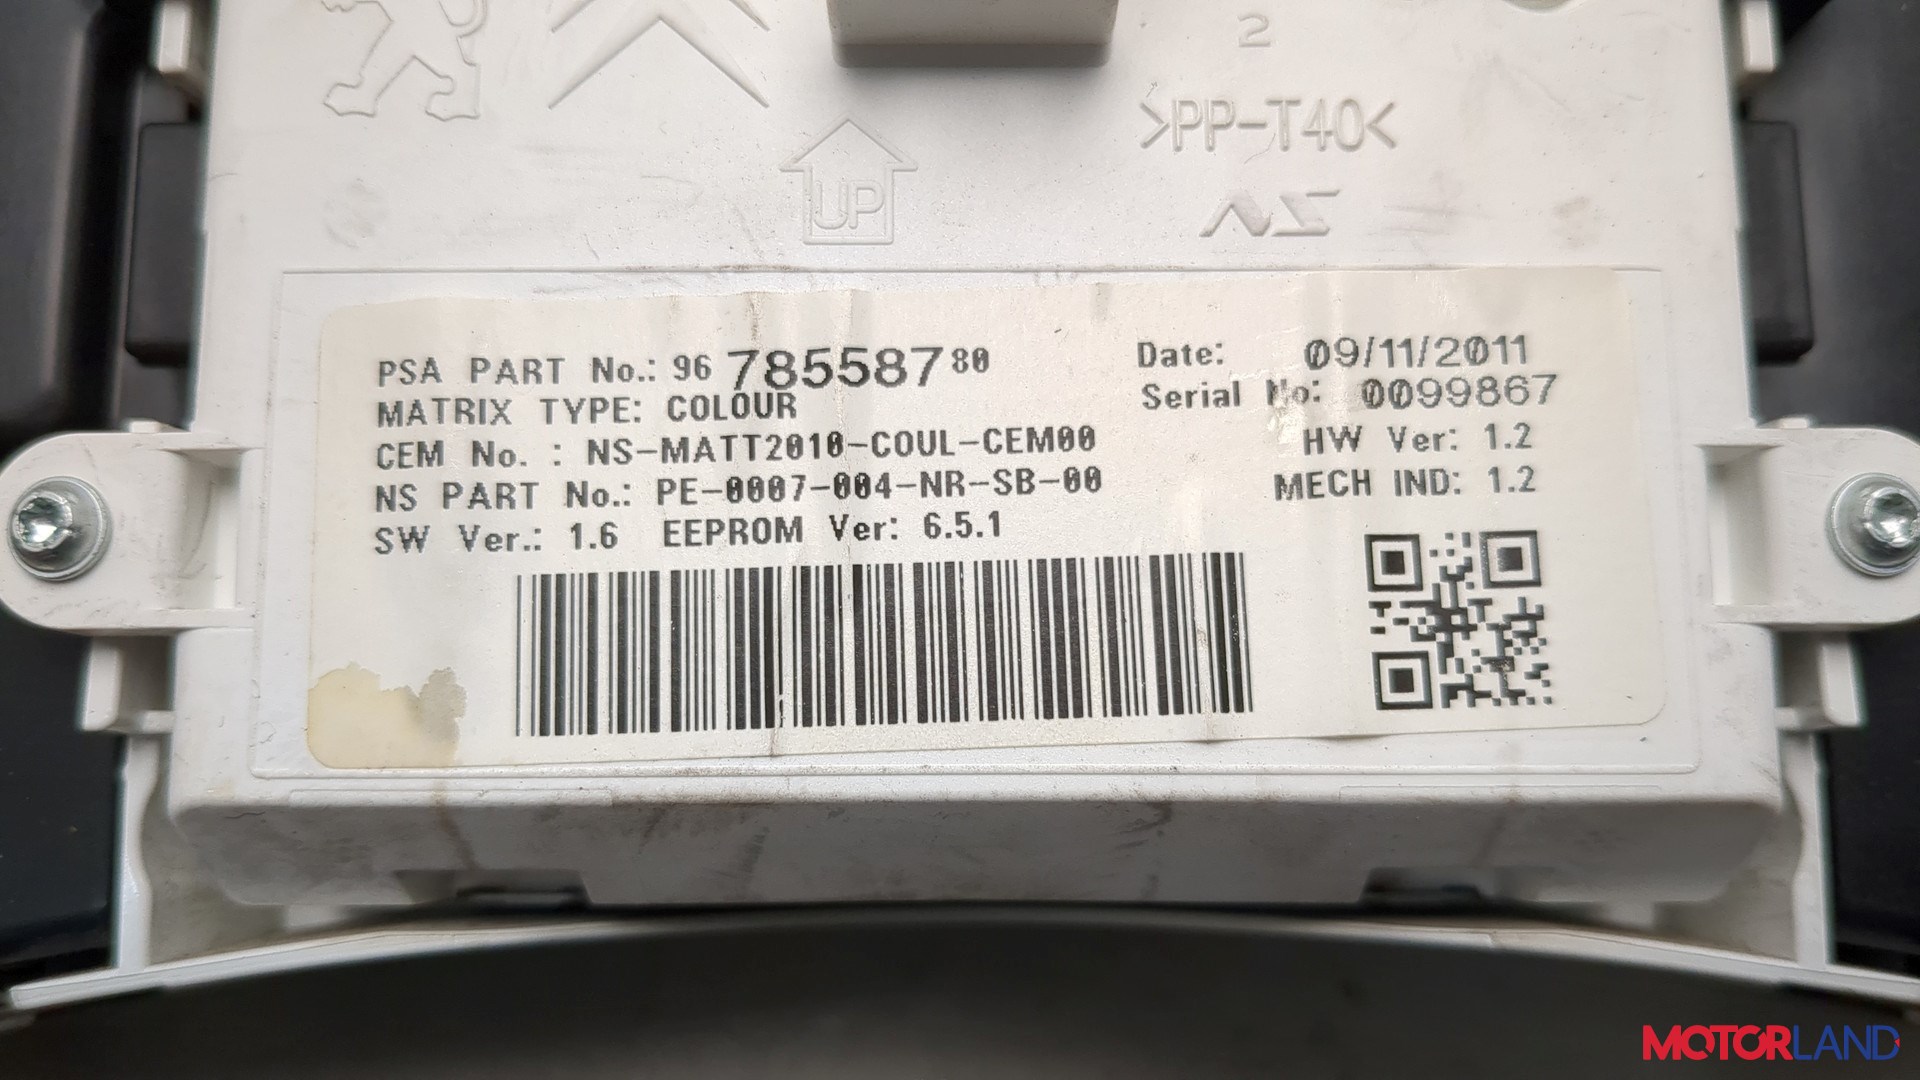 2
>PP-T40<
UP
NS
PSA PART No.: 96 785587 80
MATRIX TYPE: COLOUR
CEM No. : NS-MATT2010-COUL-CEM00
NS PART No.: PE-0007-004-NR-SB-00
SW Ver.: 1.6 EEPROM Ver: 6.5.1
Date: 09/11/2011
Serial No: 0099867
HW Ver: 1.2
MECH IND: 1.2
MOTORLAND